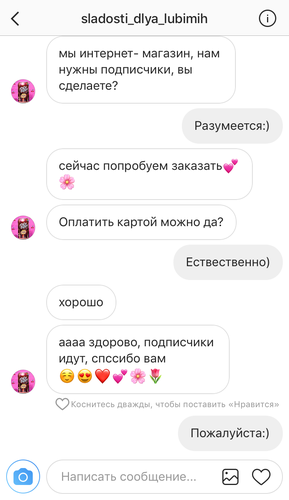 sladosti_dlya_lubimih
мы интернет- магазин, нам
нужны подписчики, вы
сделаете?
Разумеется:)
сейчас попробуем заказать💕
🌸
Оплатить картой можно да?
Ествественно)
хорошо
аааа здорово, подписчики
идут, спссибо вам
☺️😍❤️💕🌸🌷
Коснитесь дважды, чтобы поставить «Нравится»
Пожалуйста:)
Написать сообщение...